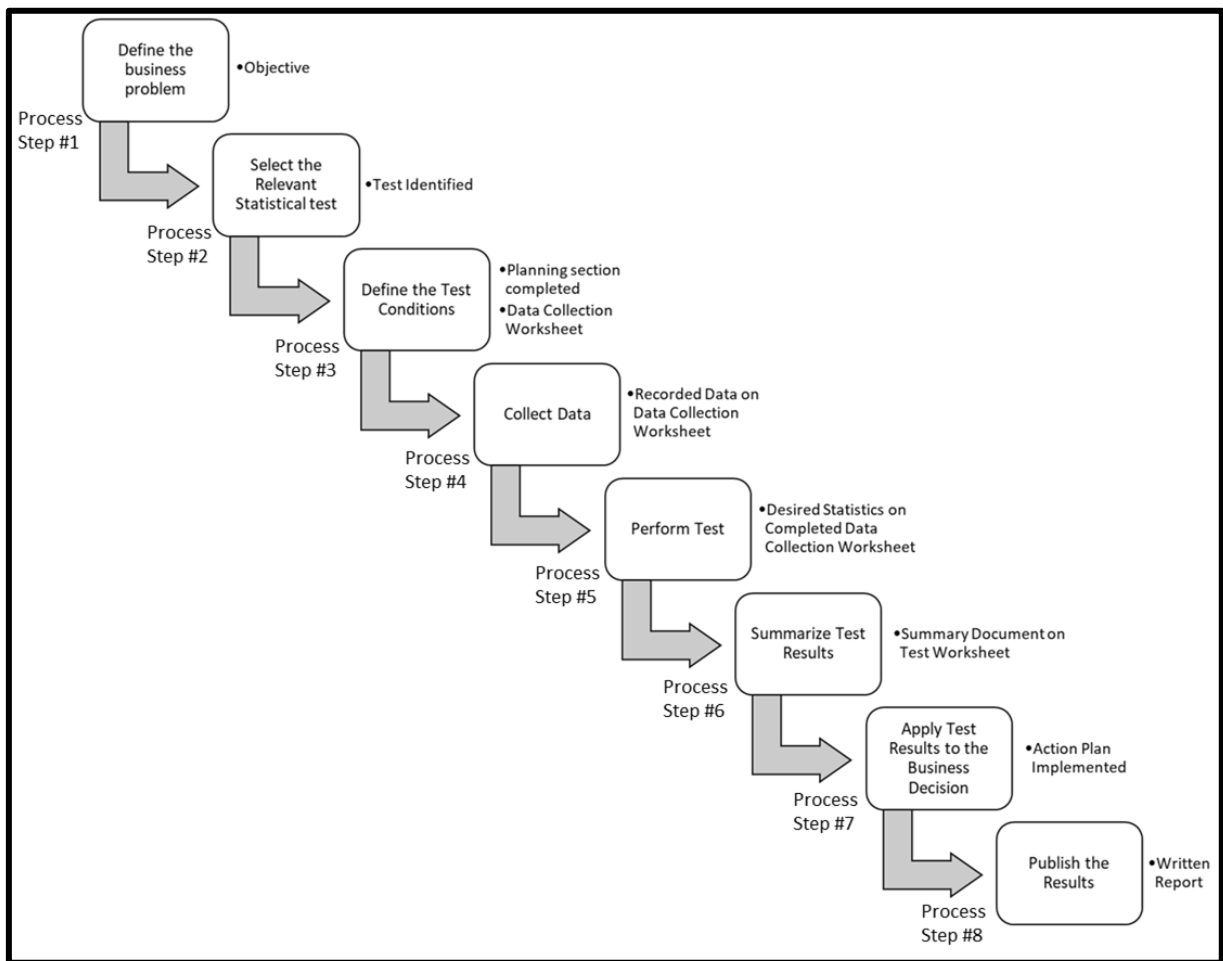 Define the
business
problem
•Objective
Process
Step #1
Select the
Relevant
Statistical test
•Test Identified
Process
Step #2
Define the Test
Conditions
•Planning section
completed
•Data Collection
Worksheet
Process
Step #3
Collect Data
•Recorded Data on
Data Collection
Worksheet
Process
Step #4
Perform Test
•Desired Statistics on
Completed Data
Collection Worksheet
Process
Step #5
Summarize Test
Results
•Summary Document on
Test Worksheet
Process
Step #6
Apply Test
Results to the
Business
Decision
•Action Plan
Implemented
Process
Step #7
Publish the
Results
•Written
Report
Process
Step #8